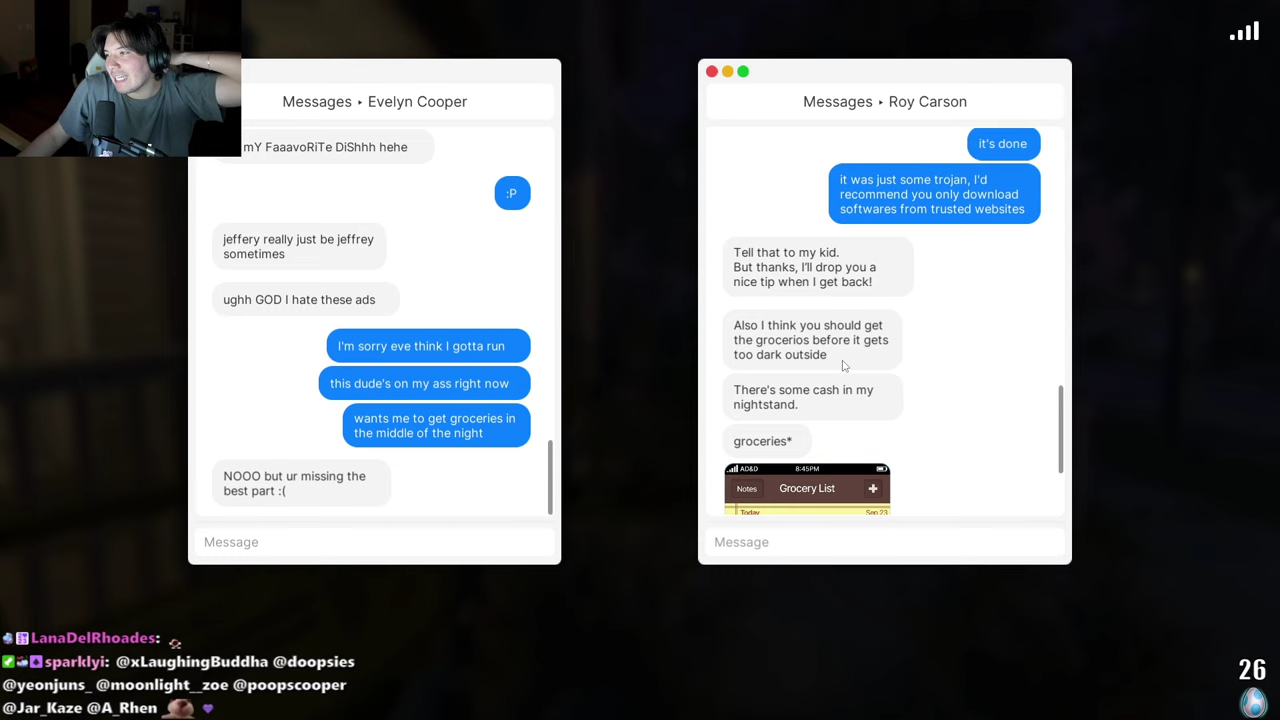 Messages ‣ Evelyn Cooper
mY FaaavoRiTe DiShhh hehe
:P
jeffery really just be jeffrey
sometimes
ughh GOD I hate these ads
I'm sorry eve think I gotta run
this dude's on my ass right now
wants me to get groceries in
the middle of the night
NOOO but ur missing the
best part :(
Message
Messages ‣ Roy Carson
it's done
it was just some trojan, I'd
recommend you only download
softwares from trusted websites
Tell that to my kid.
But thanks, I'll drop you a
nice tip when I get back!
Also I think you should get
the grocerios before it gets
too dark outside
There's some cash in my
nightstand.
groceries*
AD&D 8:45PM
Notes Grocery List +
Today Sep 23
Message
LanaDelRhoades:
sparklyi: @xLaughingBuddha @doopsies
@yeonjuns_ @moonlight__zoe @poopscooper
@Jar_Kaze @A_Rhen
26